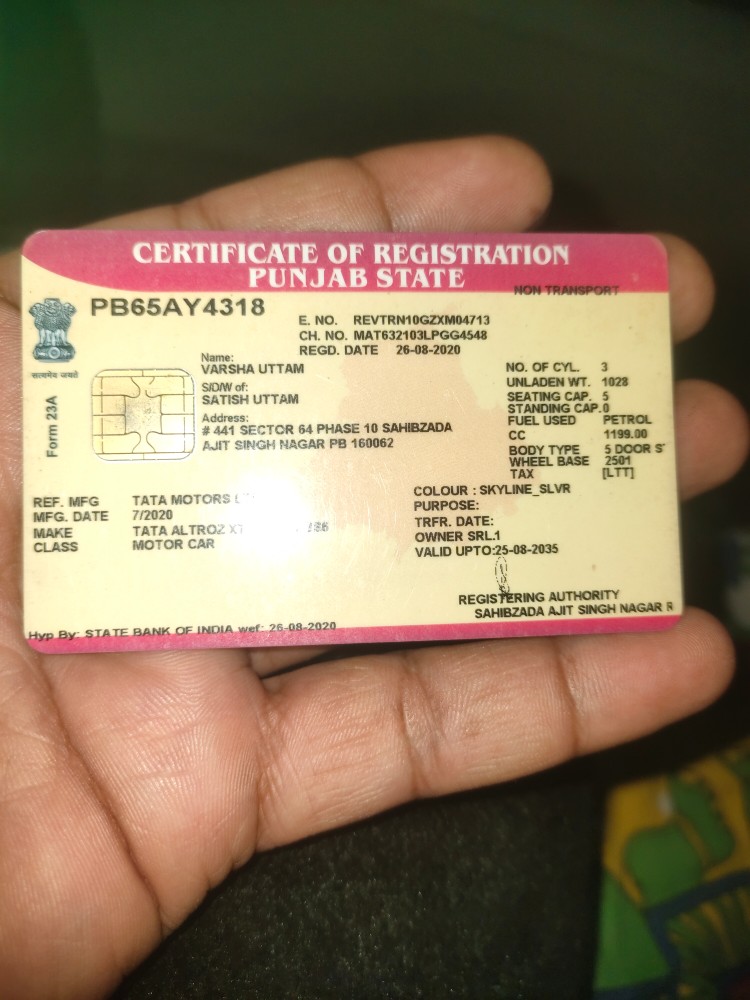 CERTIFICATE OF REGISTRATION
PUNJAB STATE
NON TRANSPORT
PB65AY4318
E. NO. REVTRN10GZXM04713
CH. NO. MAT632103LPGG4548
REGD. DATE 26-08-2020
सत्यमेव जयते
Form 23A
Name:
VARSHA UTTAM
S/D/W of:
SATISH UTTAM
Address:
# 441 SECTOR 64 PHASE 10 SAHIBZADA
AJIT SINGH NAGAR PB 160062
NO. OF CYL. 3
UNLADEN WT. 1028
SEATING CAP. 5
STANDING CAP.0
FUEL USED PETROL
CC 1199.00
BODY TYPE 5 DOOR
WHEEL BASE 2501
TAX [LTT]
REF. MFG TATA MOTORS
MFG. DATE 7/2020
MAKE TATA ALTROZ
CLASS MOTOR CAR
COLOUR : SKYLINE_SLVR
PURPOSE:
TRFR. DATE:
OWNER SRL.1
VALID UPTO:25-08-2035
REGISTERING AUTHORITY
SAHIBZADA AJIT SINGH NAGAR
Hyp By: STATE BANK OF INDIA wef: 26-08-2020